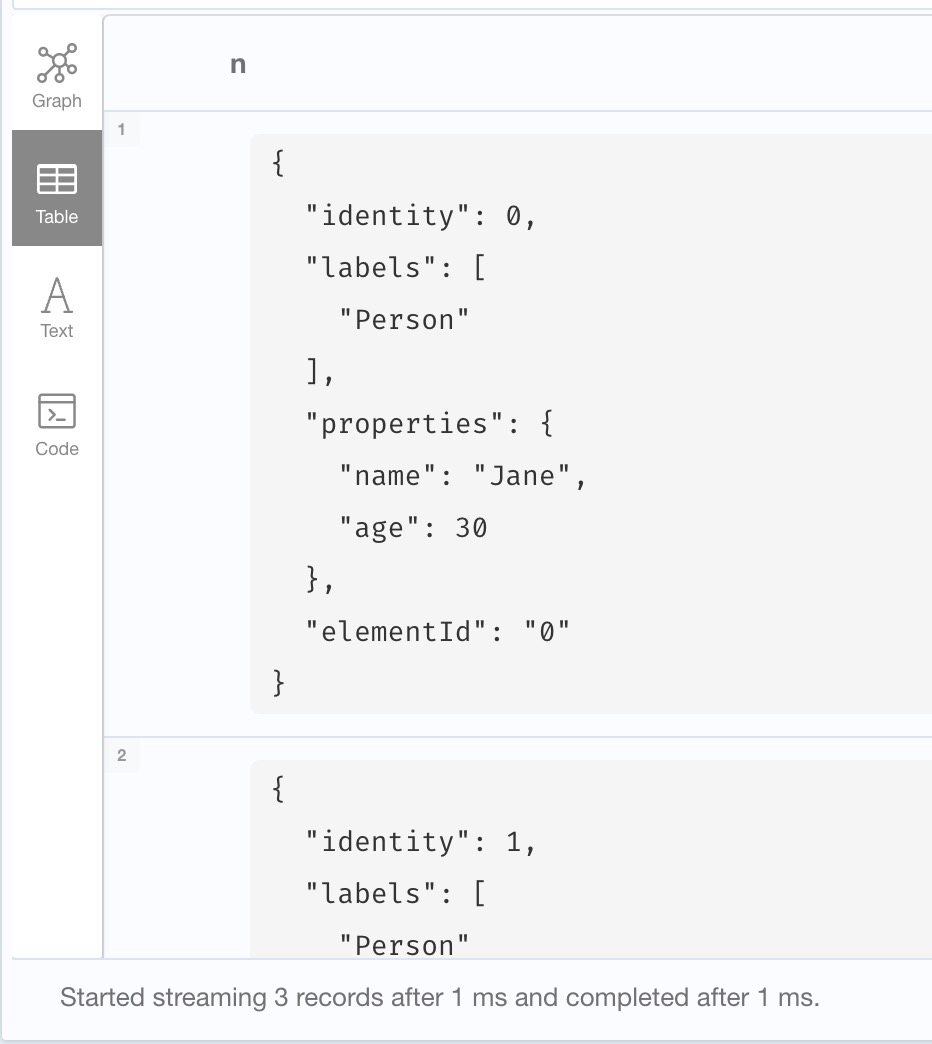 Graph
Table
Text
Code
n
1
{
"identity": 0,
"labels": [
"Person"
],
"properties": {
"name": "Jane",
"age": 30
},
"elementId": "0"
}
2
{
"identity": 1,
"labels": [
"Person"
Started streaming 3 records after 1 ms and completed after 1 ms.